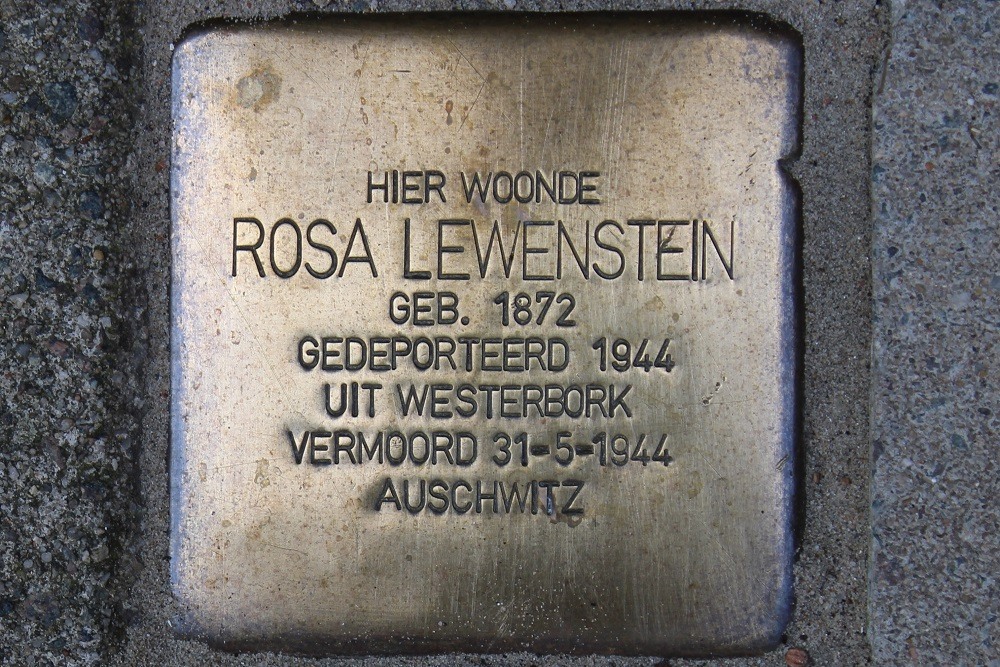 HIER WOONDE
ROSA LEWENSTEIN
GEB. 1872
GEDEPORTEERD 1944
UIT WESTERBORK
VERMOORD 31-5-1944
AUSCHWITZ